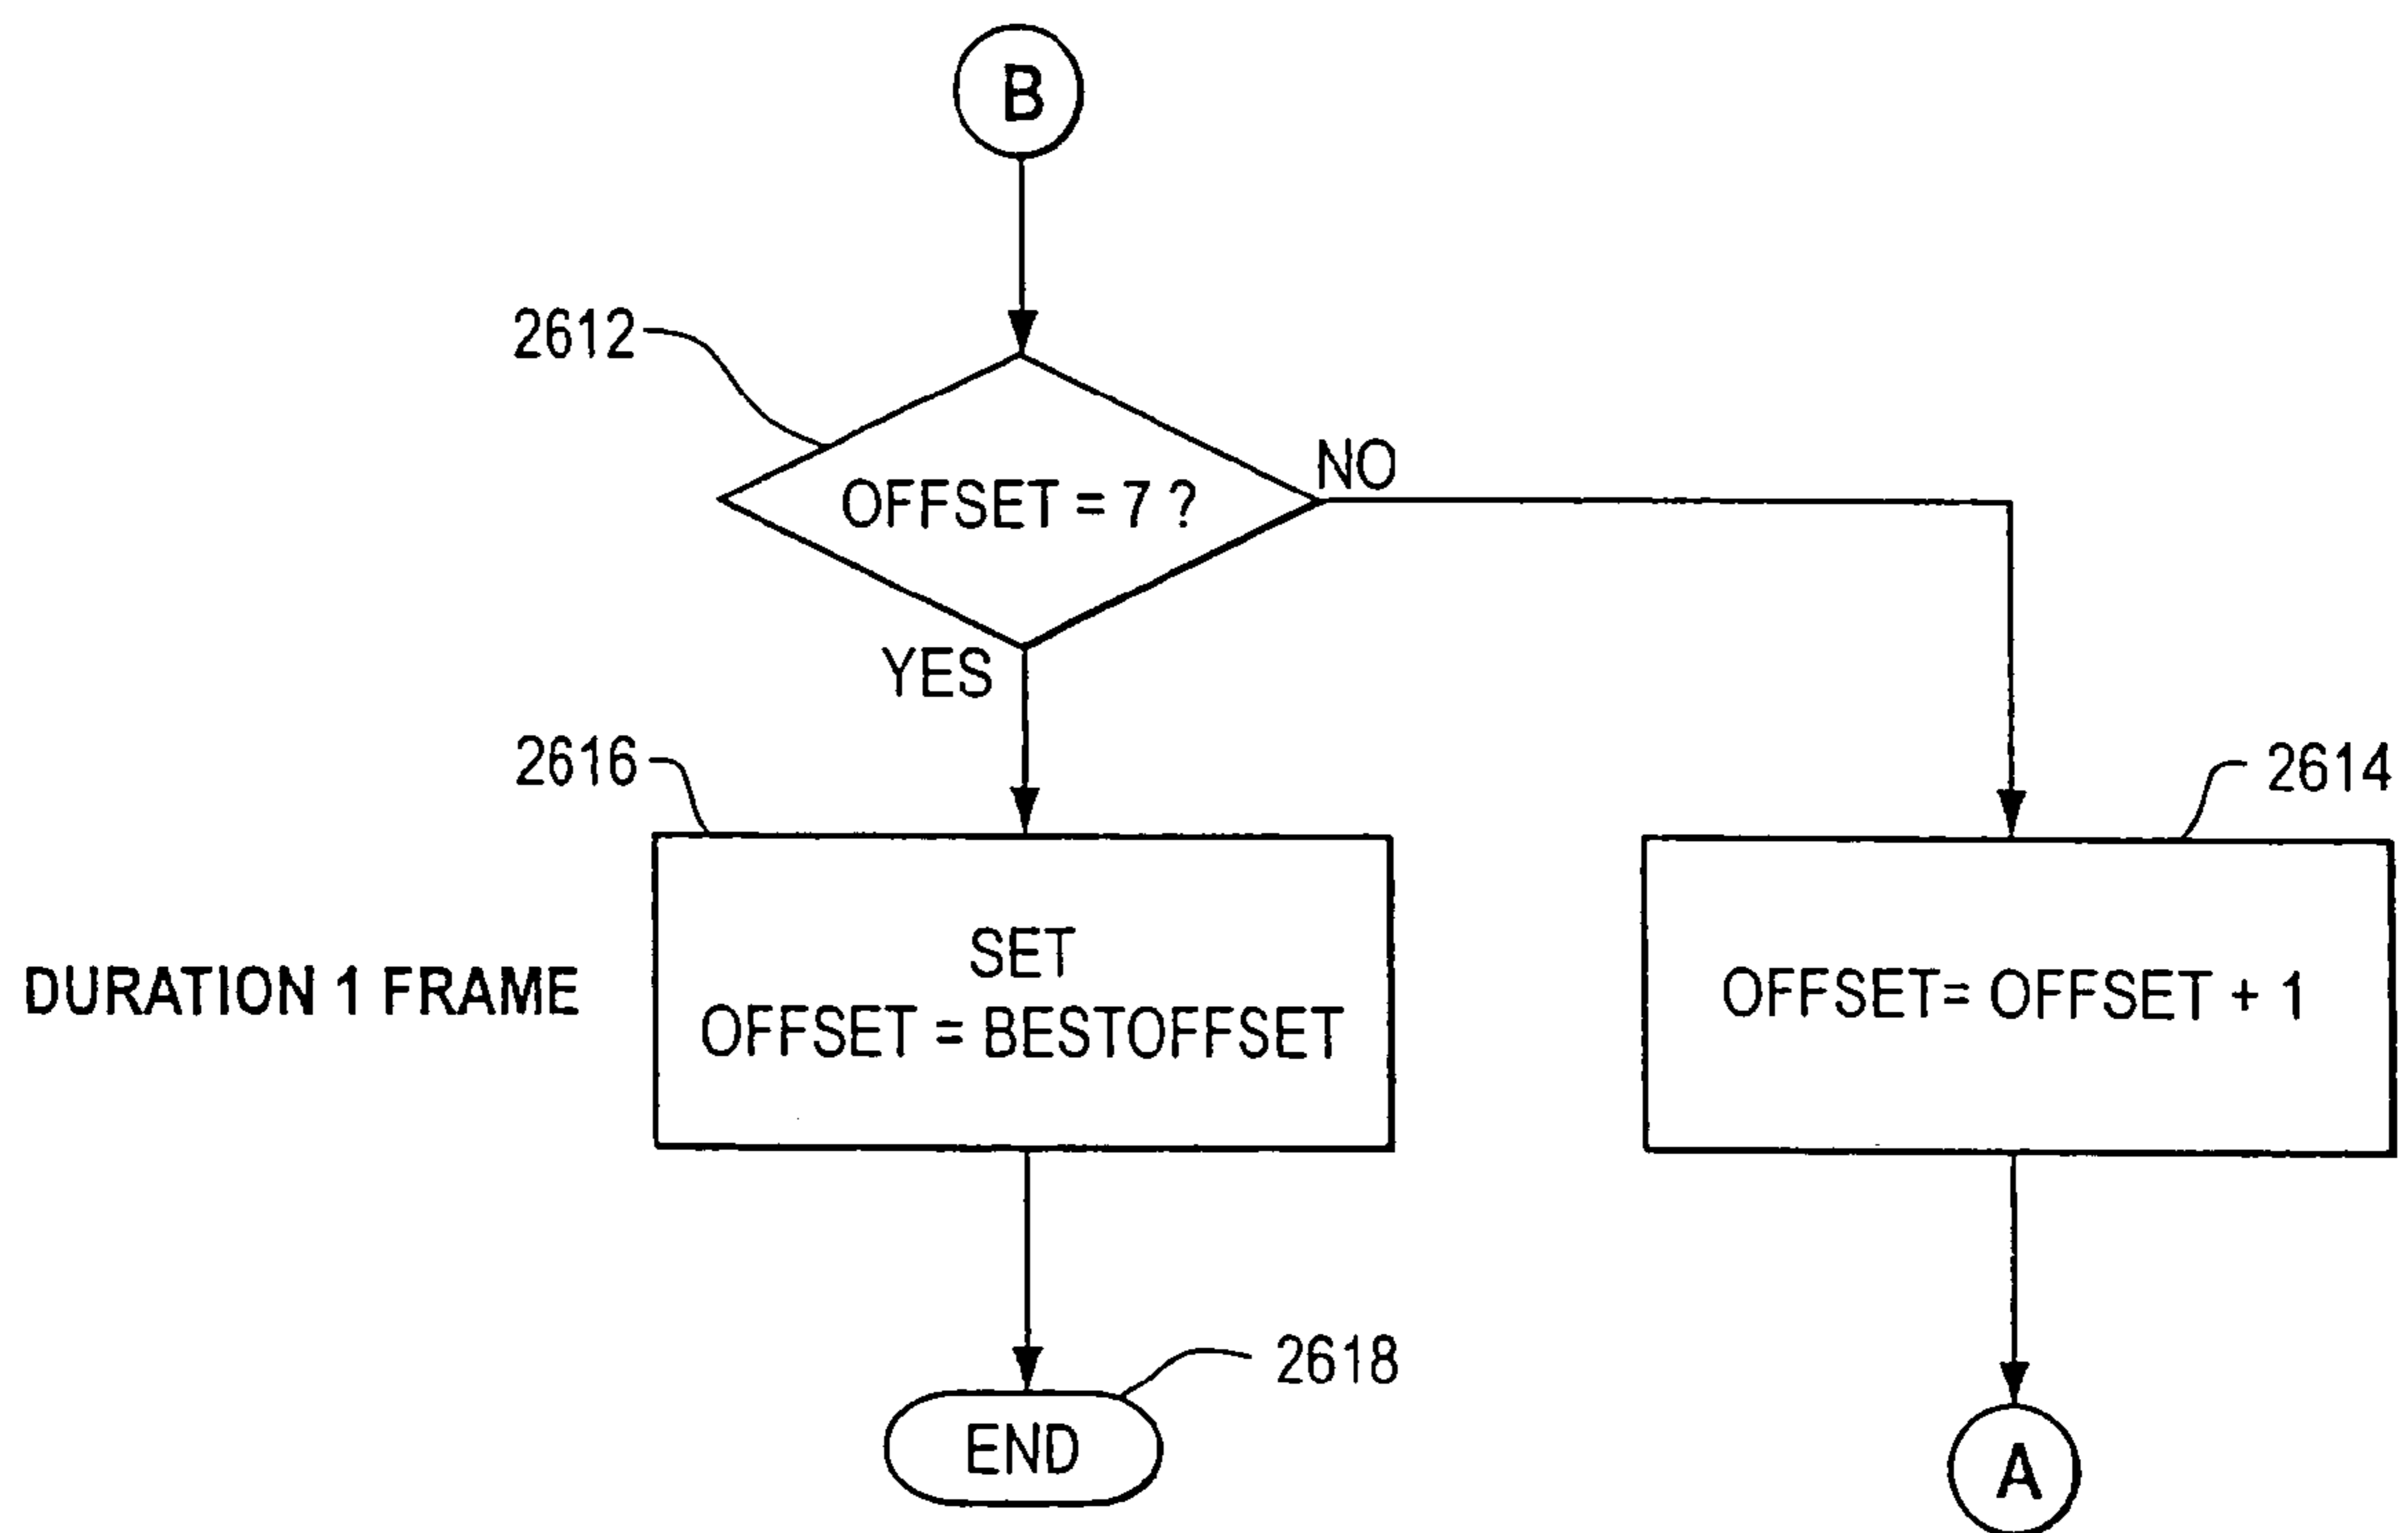 B
2612
OFFSET = 7 ?
NO
YES
2616
2614
DURATION 1 FRAME
SET
OFFSET = BESTOFFSET
OFFSET= OFFSET + 1
2618
END
A